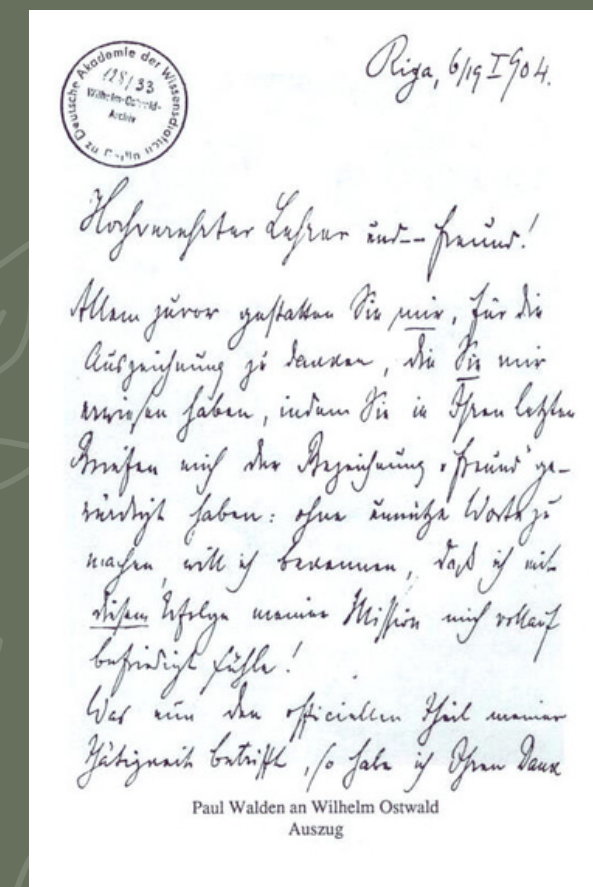 Deutsche Akademie der Wissenschaften zu Berlin
128/33
Wilhelm-Ostwald-
Archiv
Riga, 6/19 I 904.
Hochverehrter Lehrer und -- Freund!
Allem zuvor gestatten Sie mir, für die
Auszeichnung zu danken, die Sie mir
erwiesen haben, indem Sie in Ihren letzten
Briefen mich der Bezeichnung „Freund" ge-
würdigt haben: ohne unnütze Worte zu
machen will ich bekennen, daß ich mit
diesem Erfolge meiner Mission mich vollauf
befriedigt fühle!
Was nun den officiellen Theil meiner
Thätigkeit betrifft, so habe ich Ihren Dank
Paul Walden an Wilhelm Ostwald
Auszug